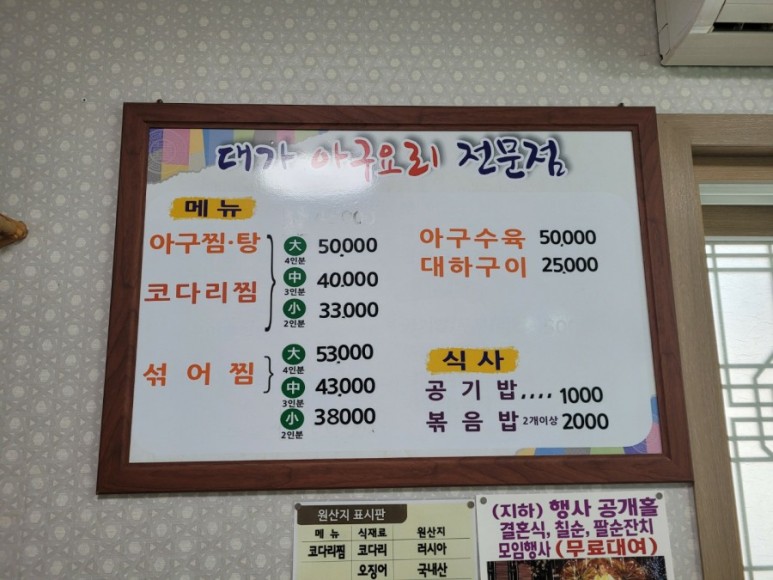 대가 아구요리 전문점
메뉴
아구찜·탕
코다리찜
大 50,000
4인분
中 40,000
3인분
小 33,000
2인분
섞어찜
大 53,000
4인분
中 43,000
3인분
小 38000
2인분
아구수육 50,000
대하구이 25,000
식사
공기밥.... 1000
볶음밥 2개이상 2000
원산지 표시판
메뉴 식재료 원산지
코다리찜 코다리 러시아
오징어 국내산
(지하) 행사 공개홀
결혼식, 칠순, 팔순잔치
모임행사 (무료대여)